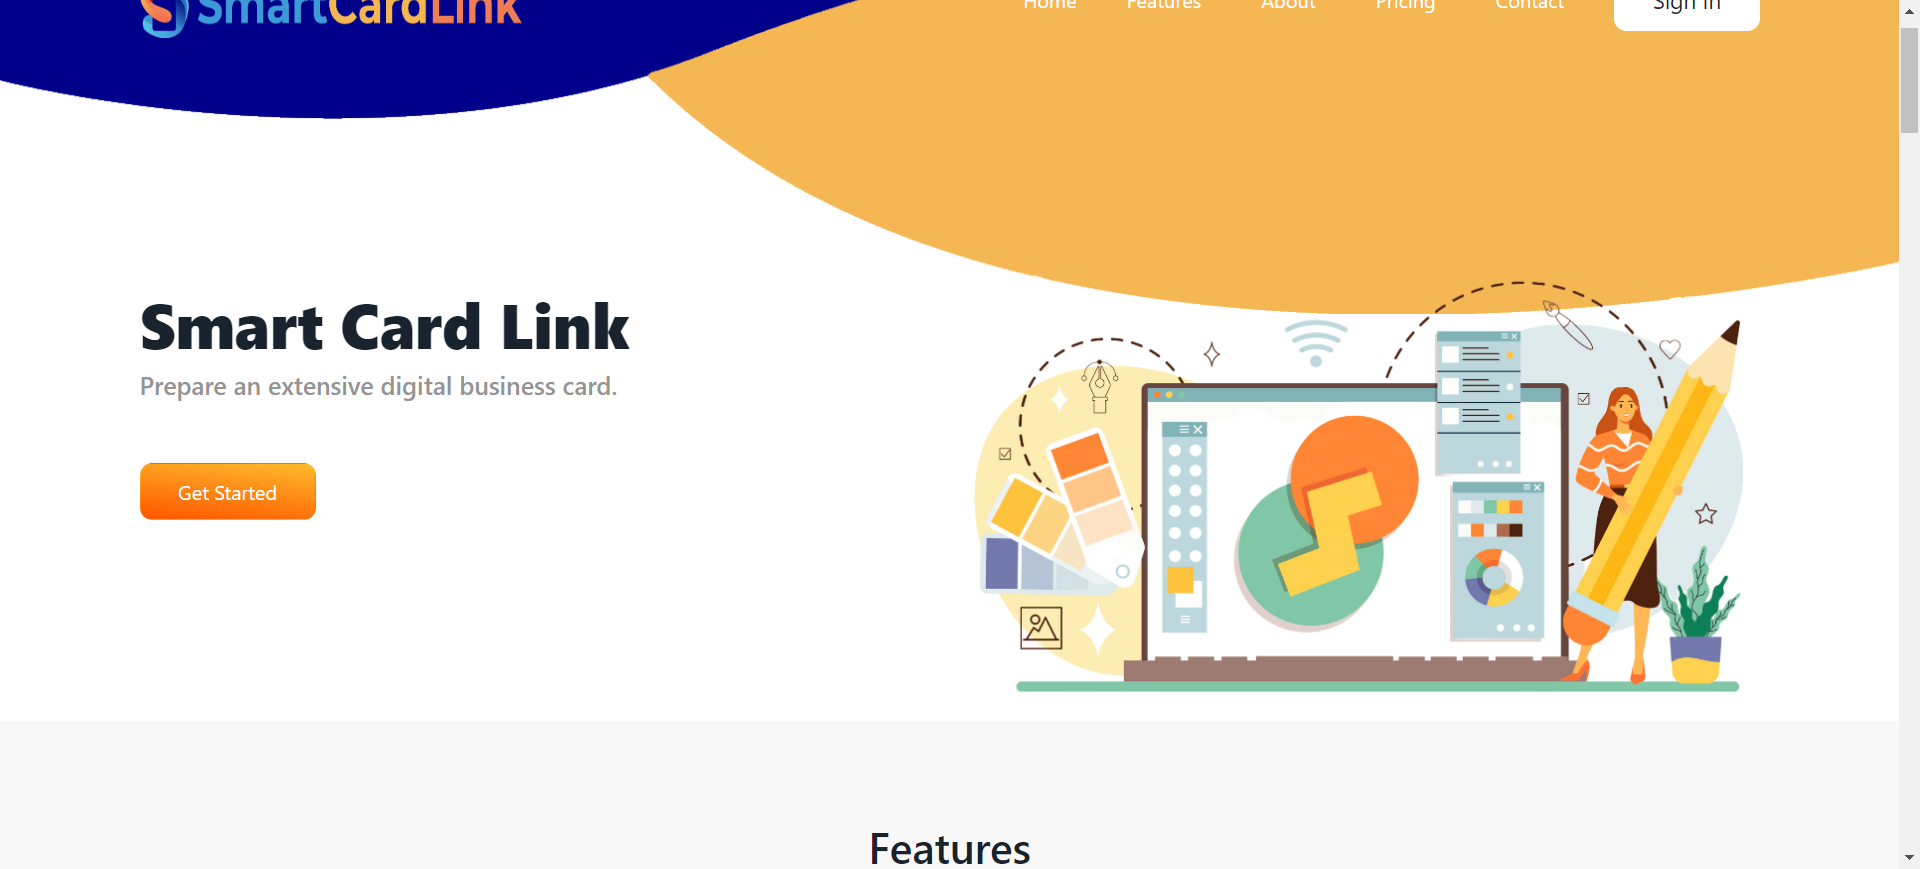 SmartCardLink
Home Features About Pricing Contact Sign In
Smart Card Link
Prepare an extensive digital business card.
Get Started
Features